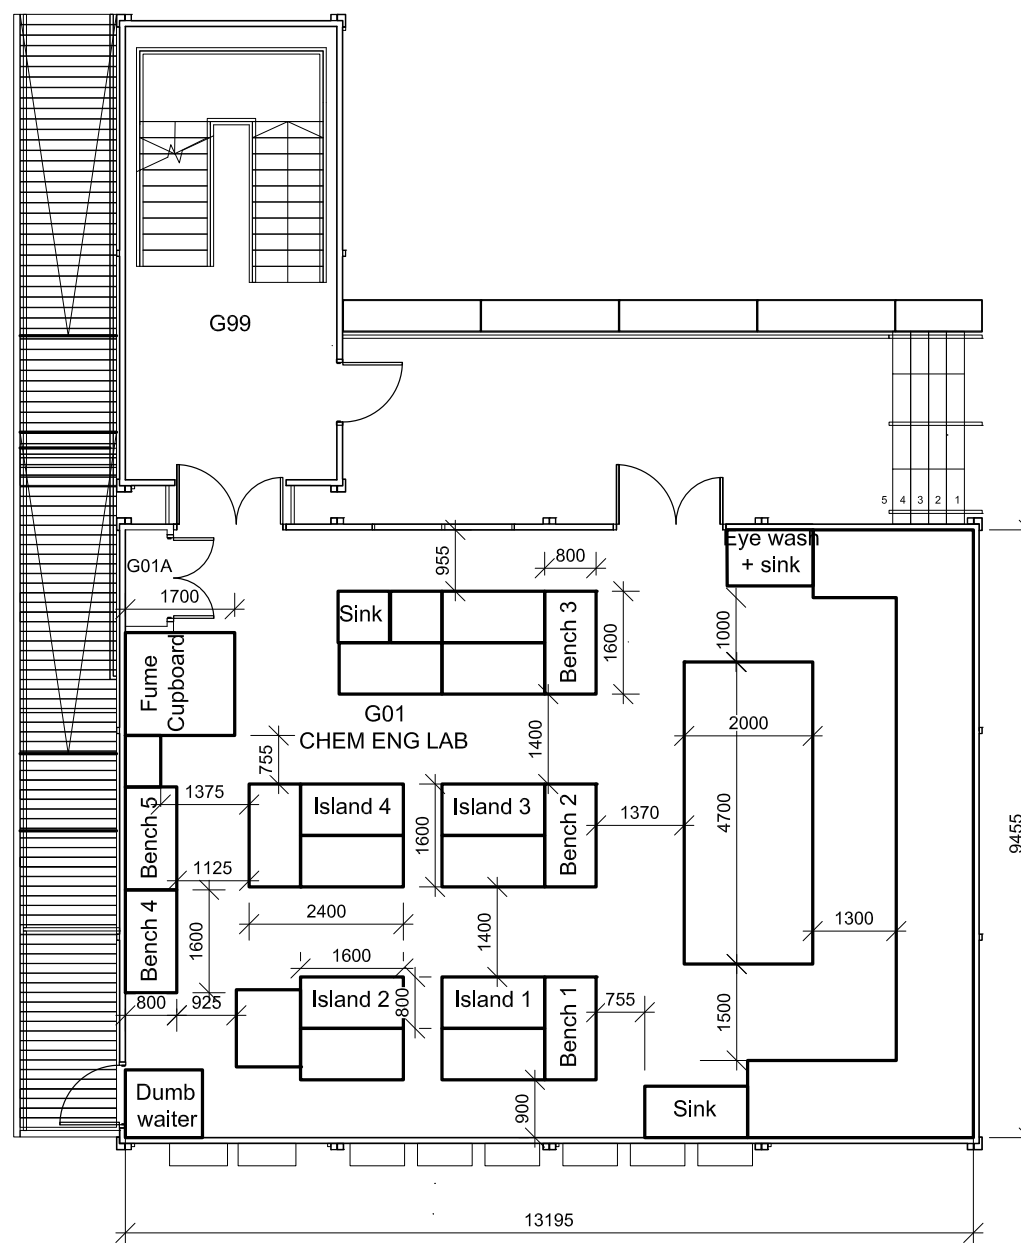 G99
5 4 3 2 1
Eye wash
+ sink
G01A
955
800
1700
Sink
Bench 3
1600
1000
Fume
Cupboard
G01
CHEM ENG LAB
2000
755
1400
1375
Island 4
Island 3
Bench 2
1370
4700
9455
Bench 5
1600
1125
2400
1300
Bench 4
1600
1400
1600
800
925
Island 2
800
Island 1
Bench 1
755
1500
Dumb
waiter
900
Sink
13195